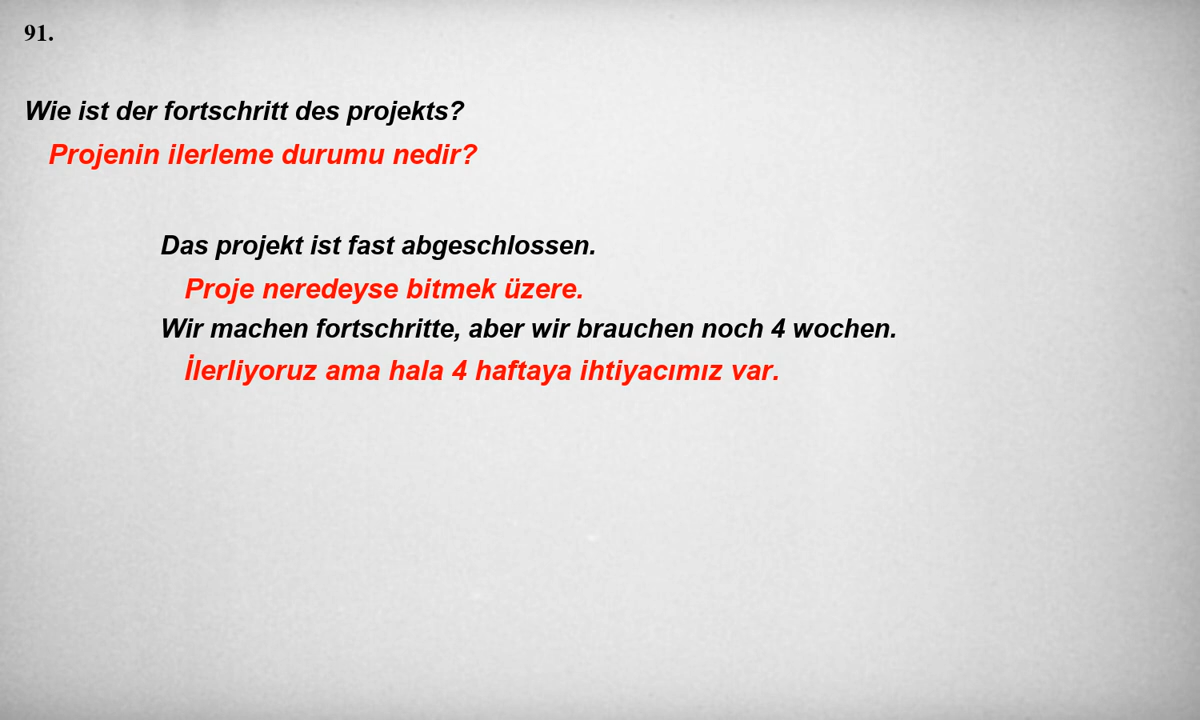 91.
Wie ist der fortschritt des projekts?
Projenin ilerleme durumu nedir?
Das projekt ist fast abgeschlossen.
Proje neredeyse bitmek üzere.
Wir machen fortschritte, aber wir brauchen noch 4 wochen.
İlerliyoruz ama hala 4 haftaya ihtiyacımız var.